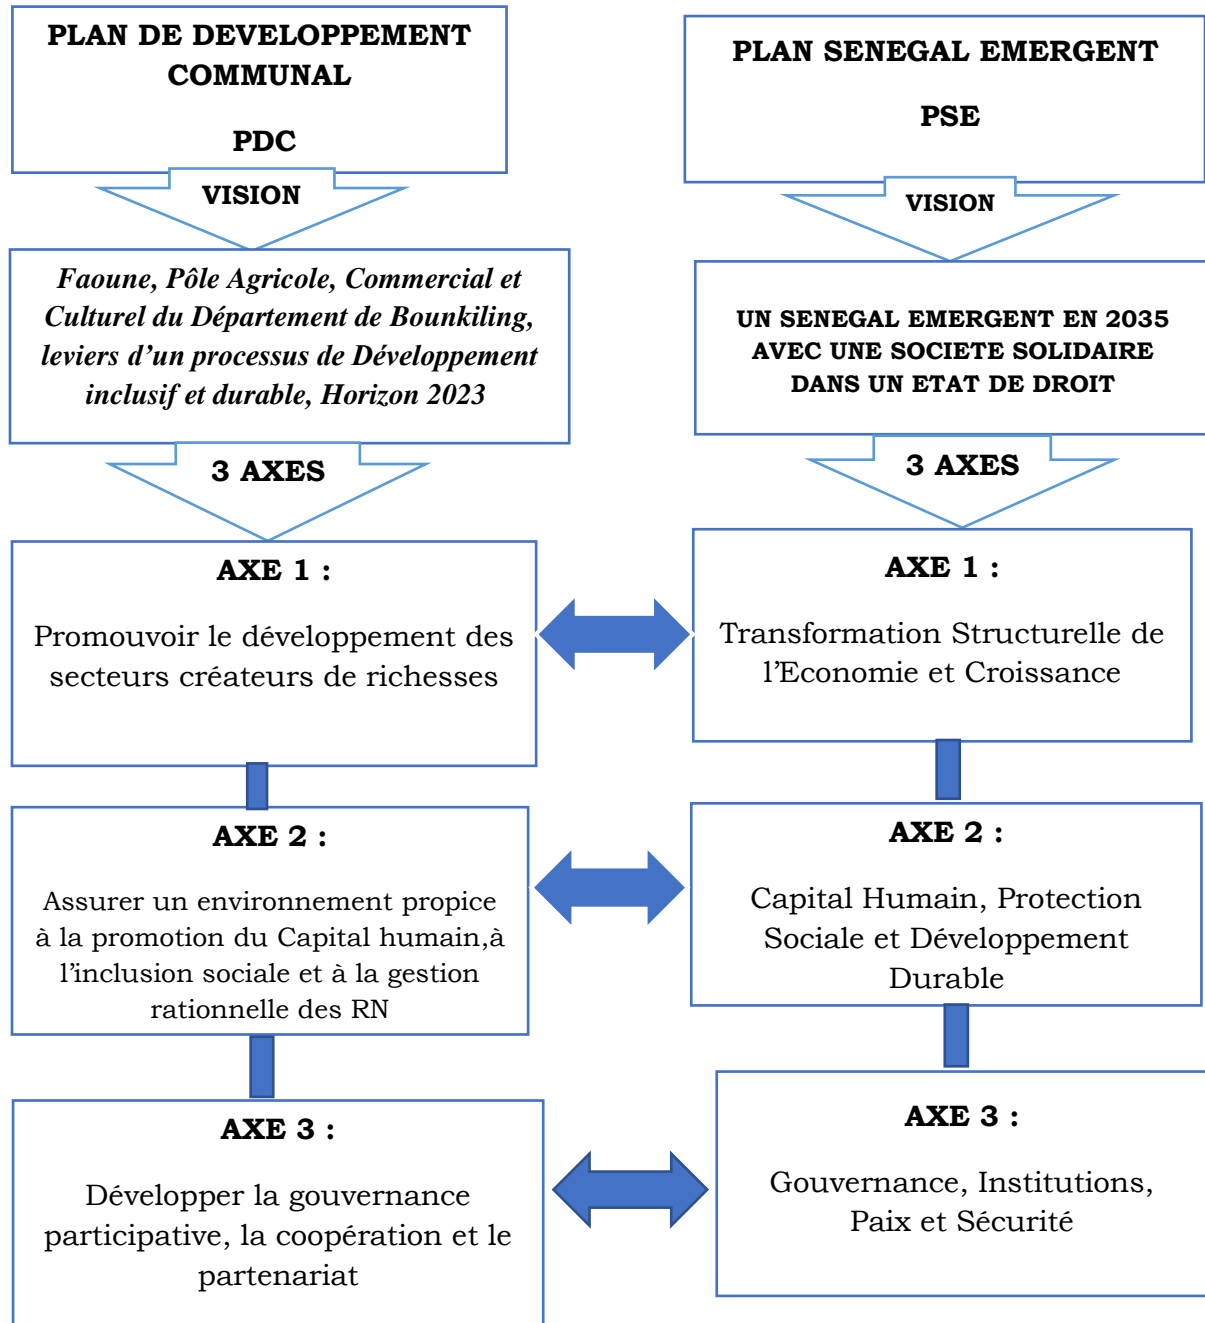 PLAN DE DEVELOPPEMENT
COMMUNAL
PDC
VISION
Faoune, Pôle Agricole, Commercial et
Culturel du Département de Bounkiling,
leviers d’un processus de Développement
inclusif et durable, Horizon 2023
3 AXES
AXE 1 :
Promouvoir le développement des
secteurs créateurs de richesses
AXE 2 :
Assurer un environnement propice
à la promotion du Capital humain,à
l’inclusion sociale et à la gestion
rationnelle des RN
AXE 3 :
Développer la gouvernance
participative, la coopération et le
partenariat
PLAN SENEGAL EMERGENT
PSE
VISION
UN SENEGAL EMERGENT EN 2035
AVEC UNE SOCIETE SOLIDAIRE
DANS UN ETAT DE DROIT
3 AXES
AXE 1 :
Transformation Structurelle de
l’Economie et Croissance
AXE 2 :
Capital Humain, Protection
Sociale et Développement
Durable
AXE 3 :
Gouvernance, Institutions,
Paix et Sécurité